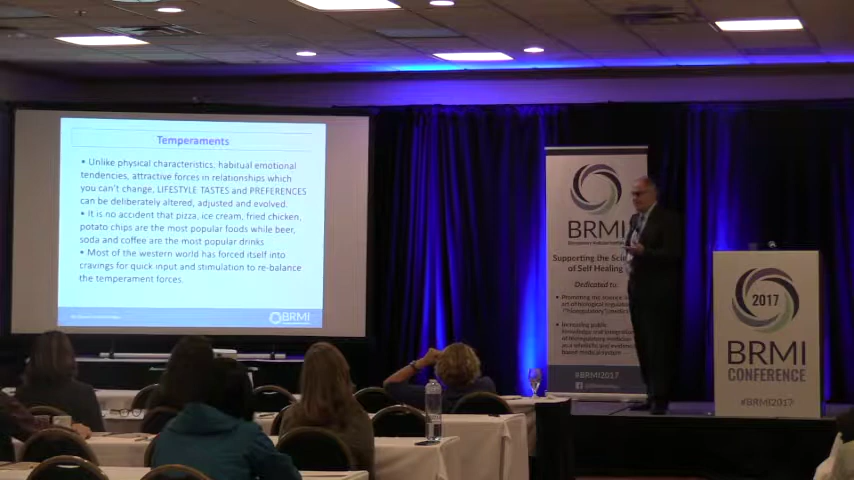 Temperaments
• Unlike physical characteristics, habitual emotional
tendencies, attractive forces in relationships which
you can't change, LIFESTYLE TASTES and PREFERENCES
can be deliberately altered, adjusted and evolved.
• It is no accident that pizza, ice cream, fried chicken,
potato chips are the most popular foods while beer,
soda and coffee are the most popular drinks
• Most of the western world has forced itself into
cravings for quick input and stimulation to re-balance
the temperament forces.
BRMI
BRMI
Supporting the
of Self Healing
Dedicated to:
• Promoting the science
• Increasing public
#BRMI2017
2017
BRMI
CONFERENCE
#BRMI2017